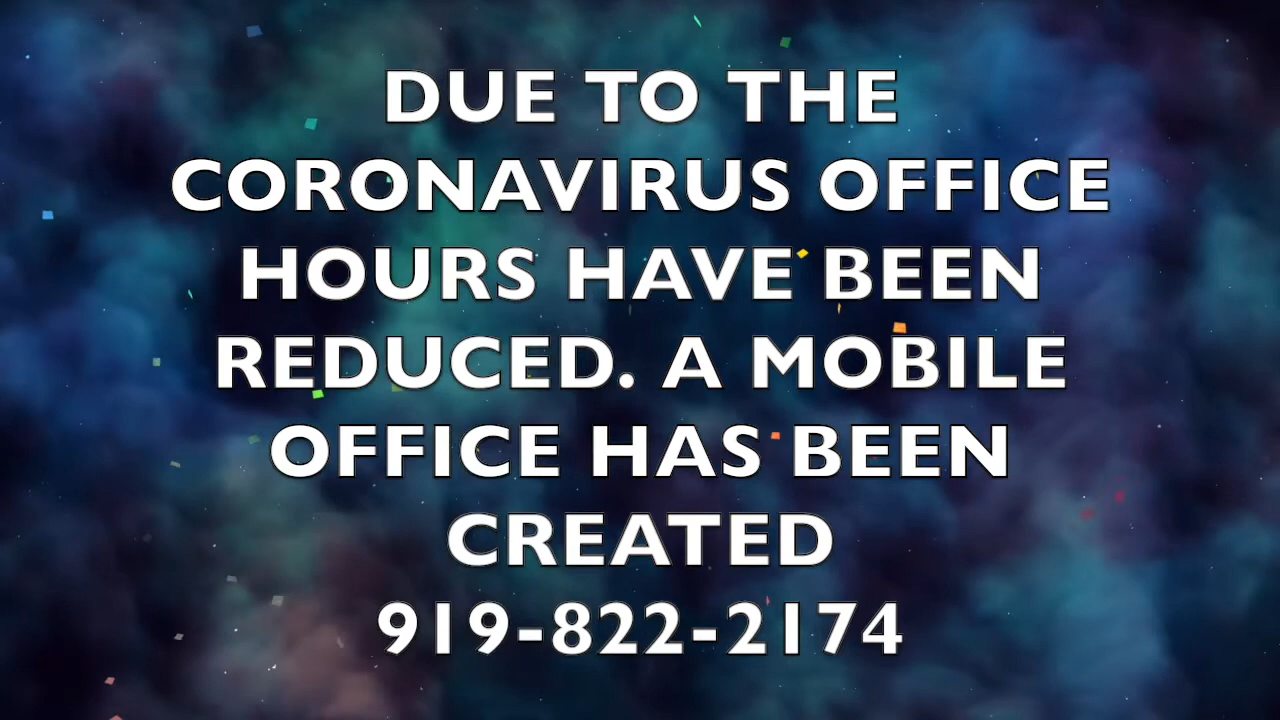 DUE TO THE
CORONAVIRUS OFFICE
HOURS HAVE BEEN
REDUCED. A MOBILE
OFFICE HAS BEEN
CREATED
919-822-2174